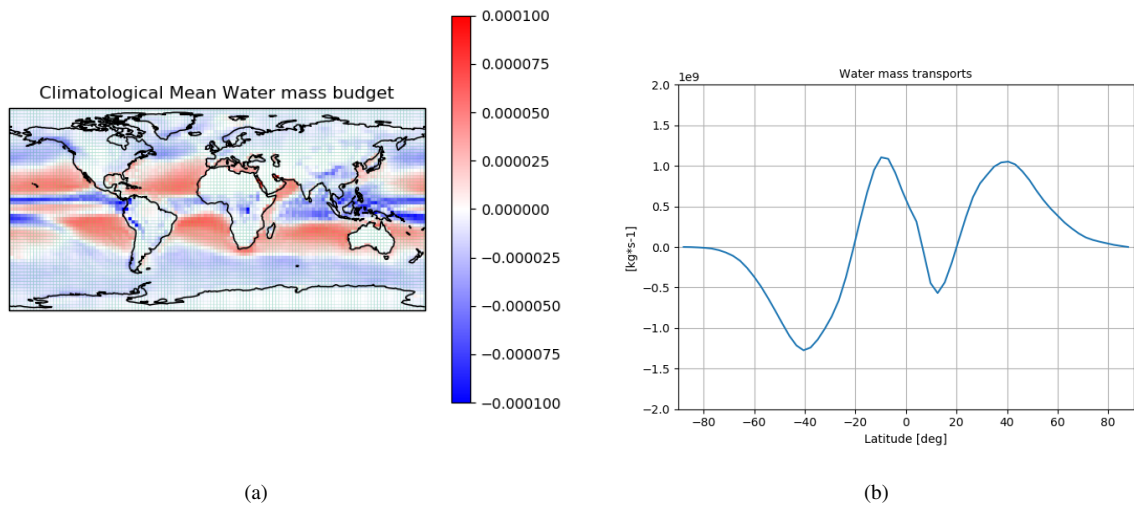 Climatological Mean Water mass budget
0.000100
0.000075
0.000050
0.000025
0.000000
−0.000025
−0.000050
−0.000075
−0.000100
(a)
Water mass transports
1e9
2.0
1.5
1.0
0.5
0.0
−0.5
−1.0
−1.5
−2.0
[kg*s-1]
−80 −60 −40 −20 0 20 40 60 80
Latitude [deg]
(b)